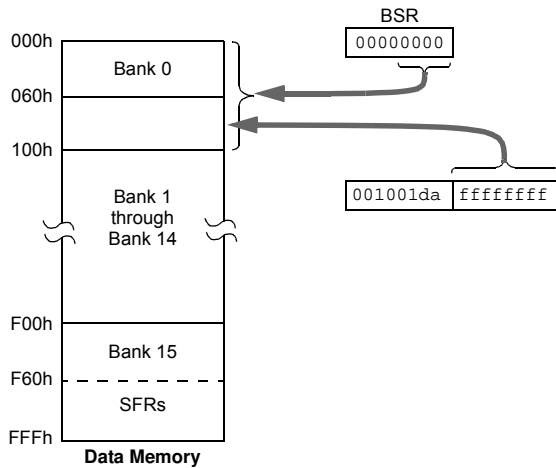 BSR
000h
00000000
Bank 0
060h
100h
001001da ffffffff
Bank 1
through
Bank 14
F00h
Bank 15
F60h
SFRs
FFFh
Data Memory